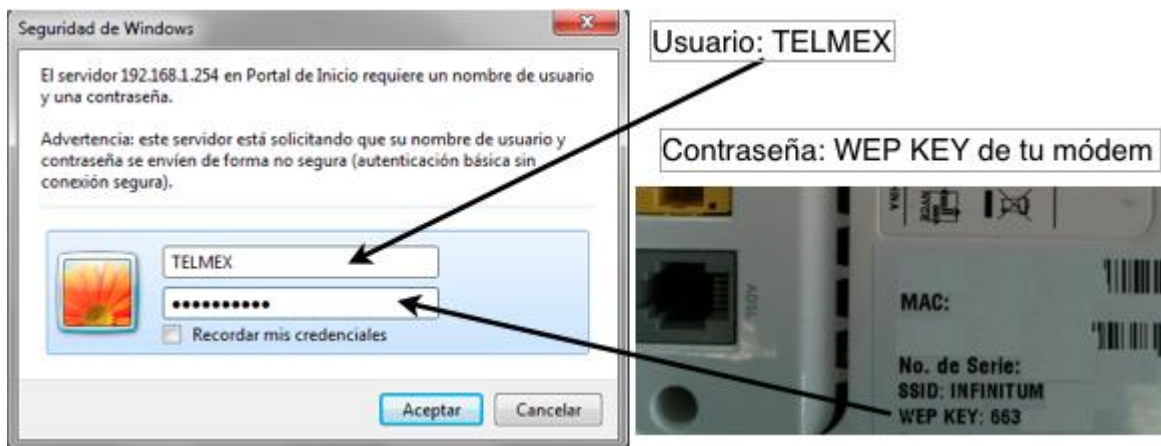 Seguridad de Windows
El servidor 192.168.1.254 en Portal de Inicio requiere un nombre de usuario
y una contraseña.
Advertencia: este servidor está solicitando que su nombre de usuario y
contraseña se envíen de forma no segura (autenticación básica sin
conexión segura).
TELMEX
••••••••••
Recordar mis credenciales
Aceptar
Cancelar
Usuario: TELMEX
Contraseña: WEP KEY de tu módem
ADSL
MAC:
No. de Serie:
SSID: INFINITUM
WEP KEY: 663